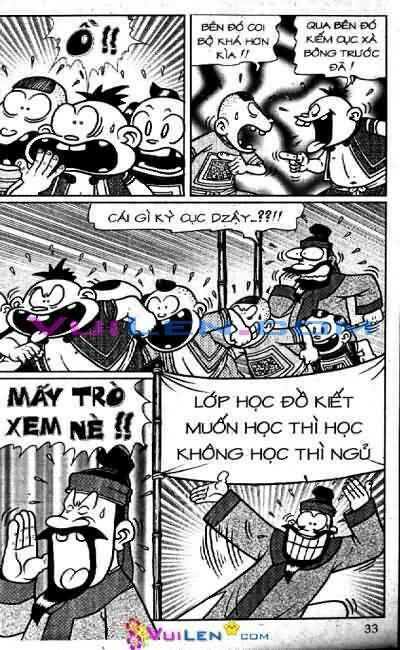 Ồ !!
BÊN ĐÓ COI
BỘ KHÁ HƠN
KÌA !!
QUA BÊN ĐÓ
KIẾM CỤC XÀ
BÔNG TRƯỚC
ĐÃ !
CÁI GÌ KỲ CỤC DZẬY...??!!
VUILEN.COM
MẤY TRÒ
XEM NÈ !!
LỚP HỌC ĐỒ KIẾT
MUỐN HỌC THÌ HỌC
KHÔNG HỌC THÌ NGỦ
33
VUILEN.COM